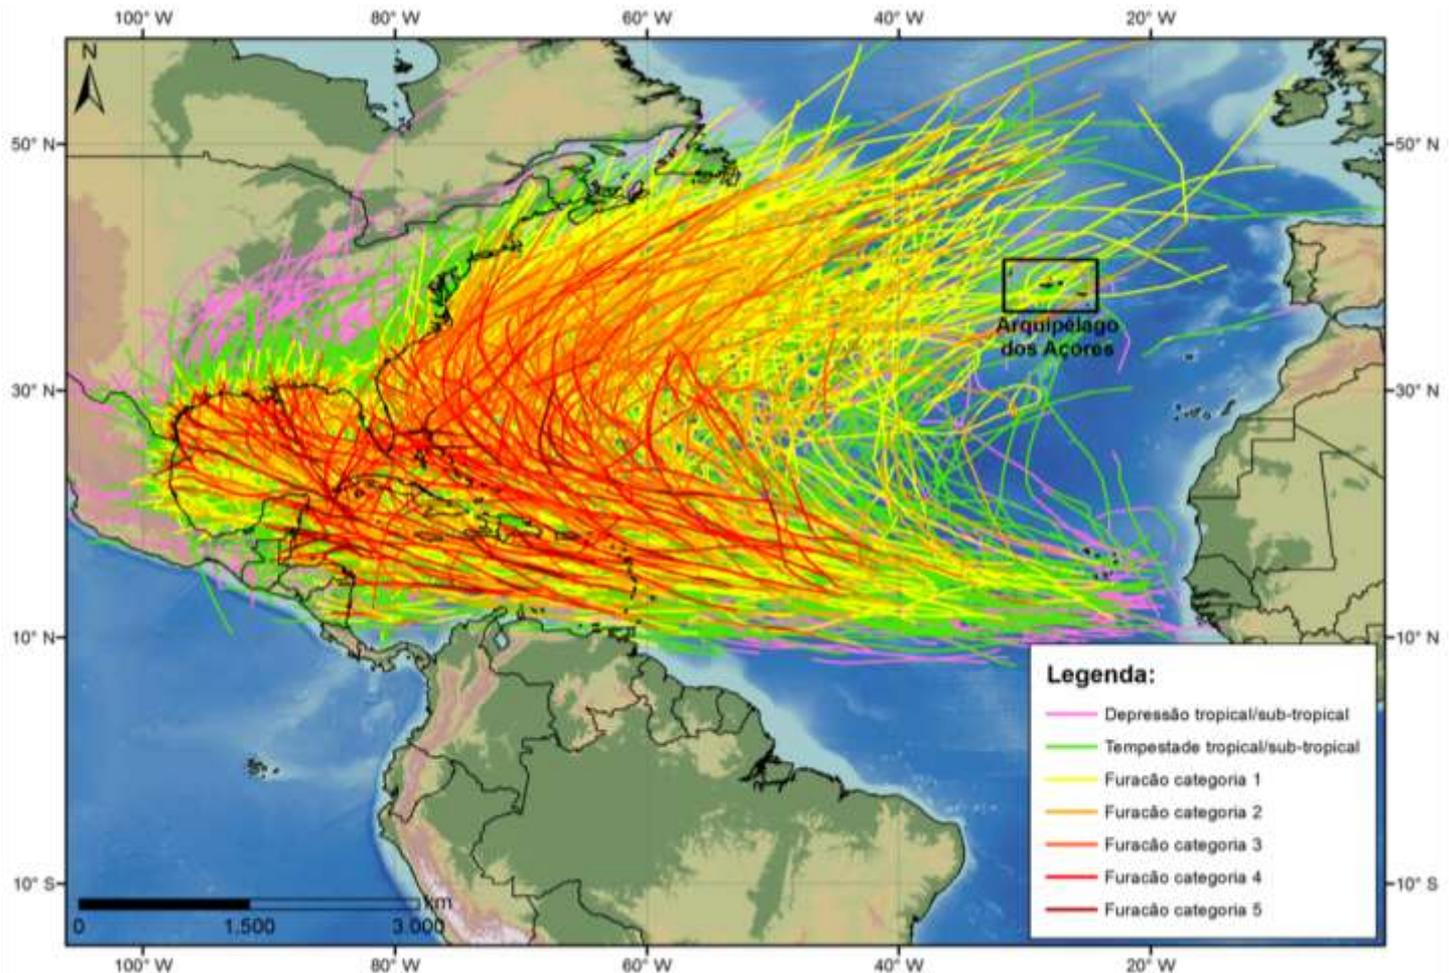 100° W 80° W 60° W 40° W 20° W
N
50° N 50° N
Arquipélago
dos Açores
30° N 30° N
10° N 10° N
Legenda:
Depressão tropical/sub-tropical
Tempestade tropical/sub-tropical
Furacão categoria 1
Furacão categoria 2
Furacão categoria 3
Furacão categoria 4
Furacão categoria 5
10° S 10° S
km
0 1.500 3.000
100° W 80° W 60° W 40° W 20° W